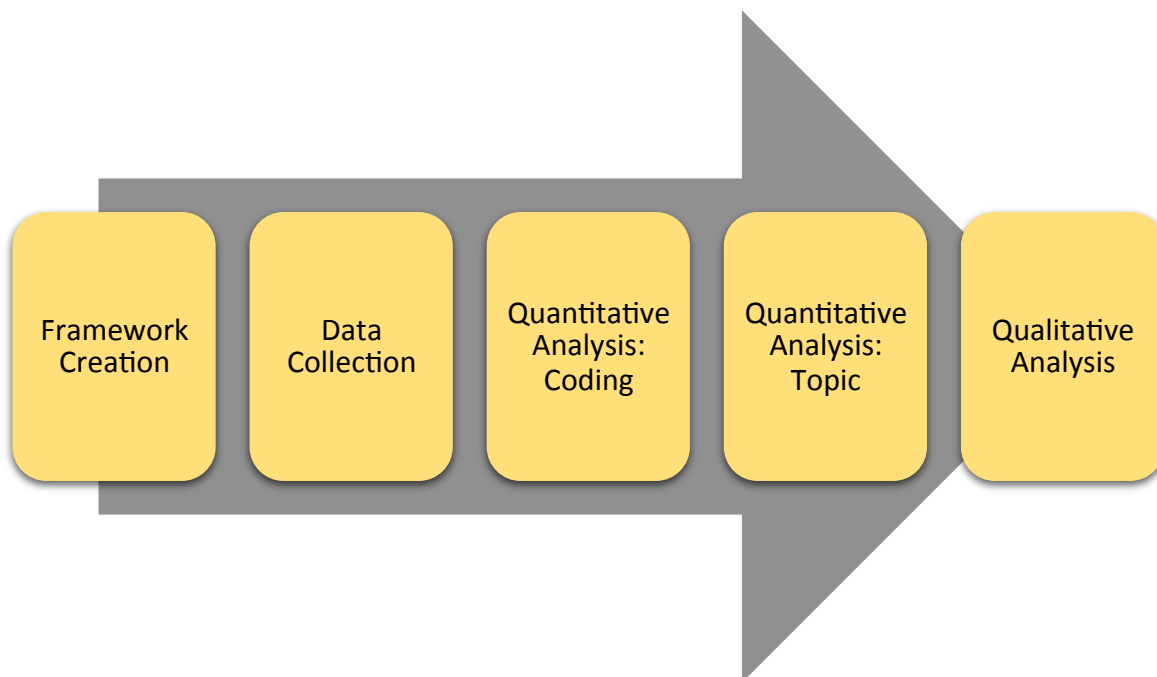 Framework
Creation
Data
Collection
Quantitative
Analysis:
Coding
Quantitative
Analysis:
Topic
Qualitative
Analysis